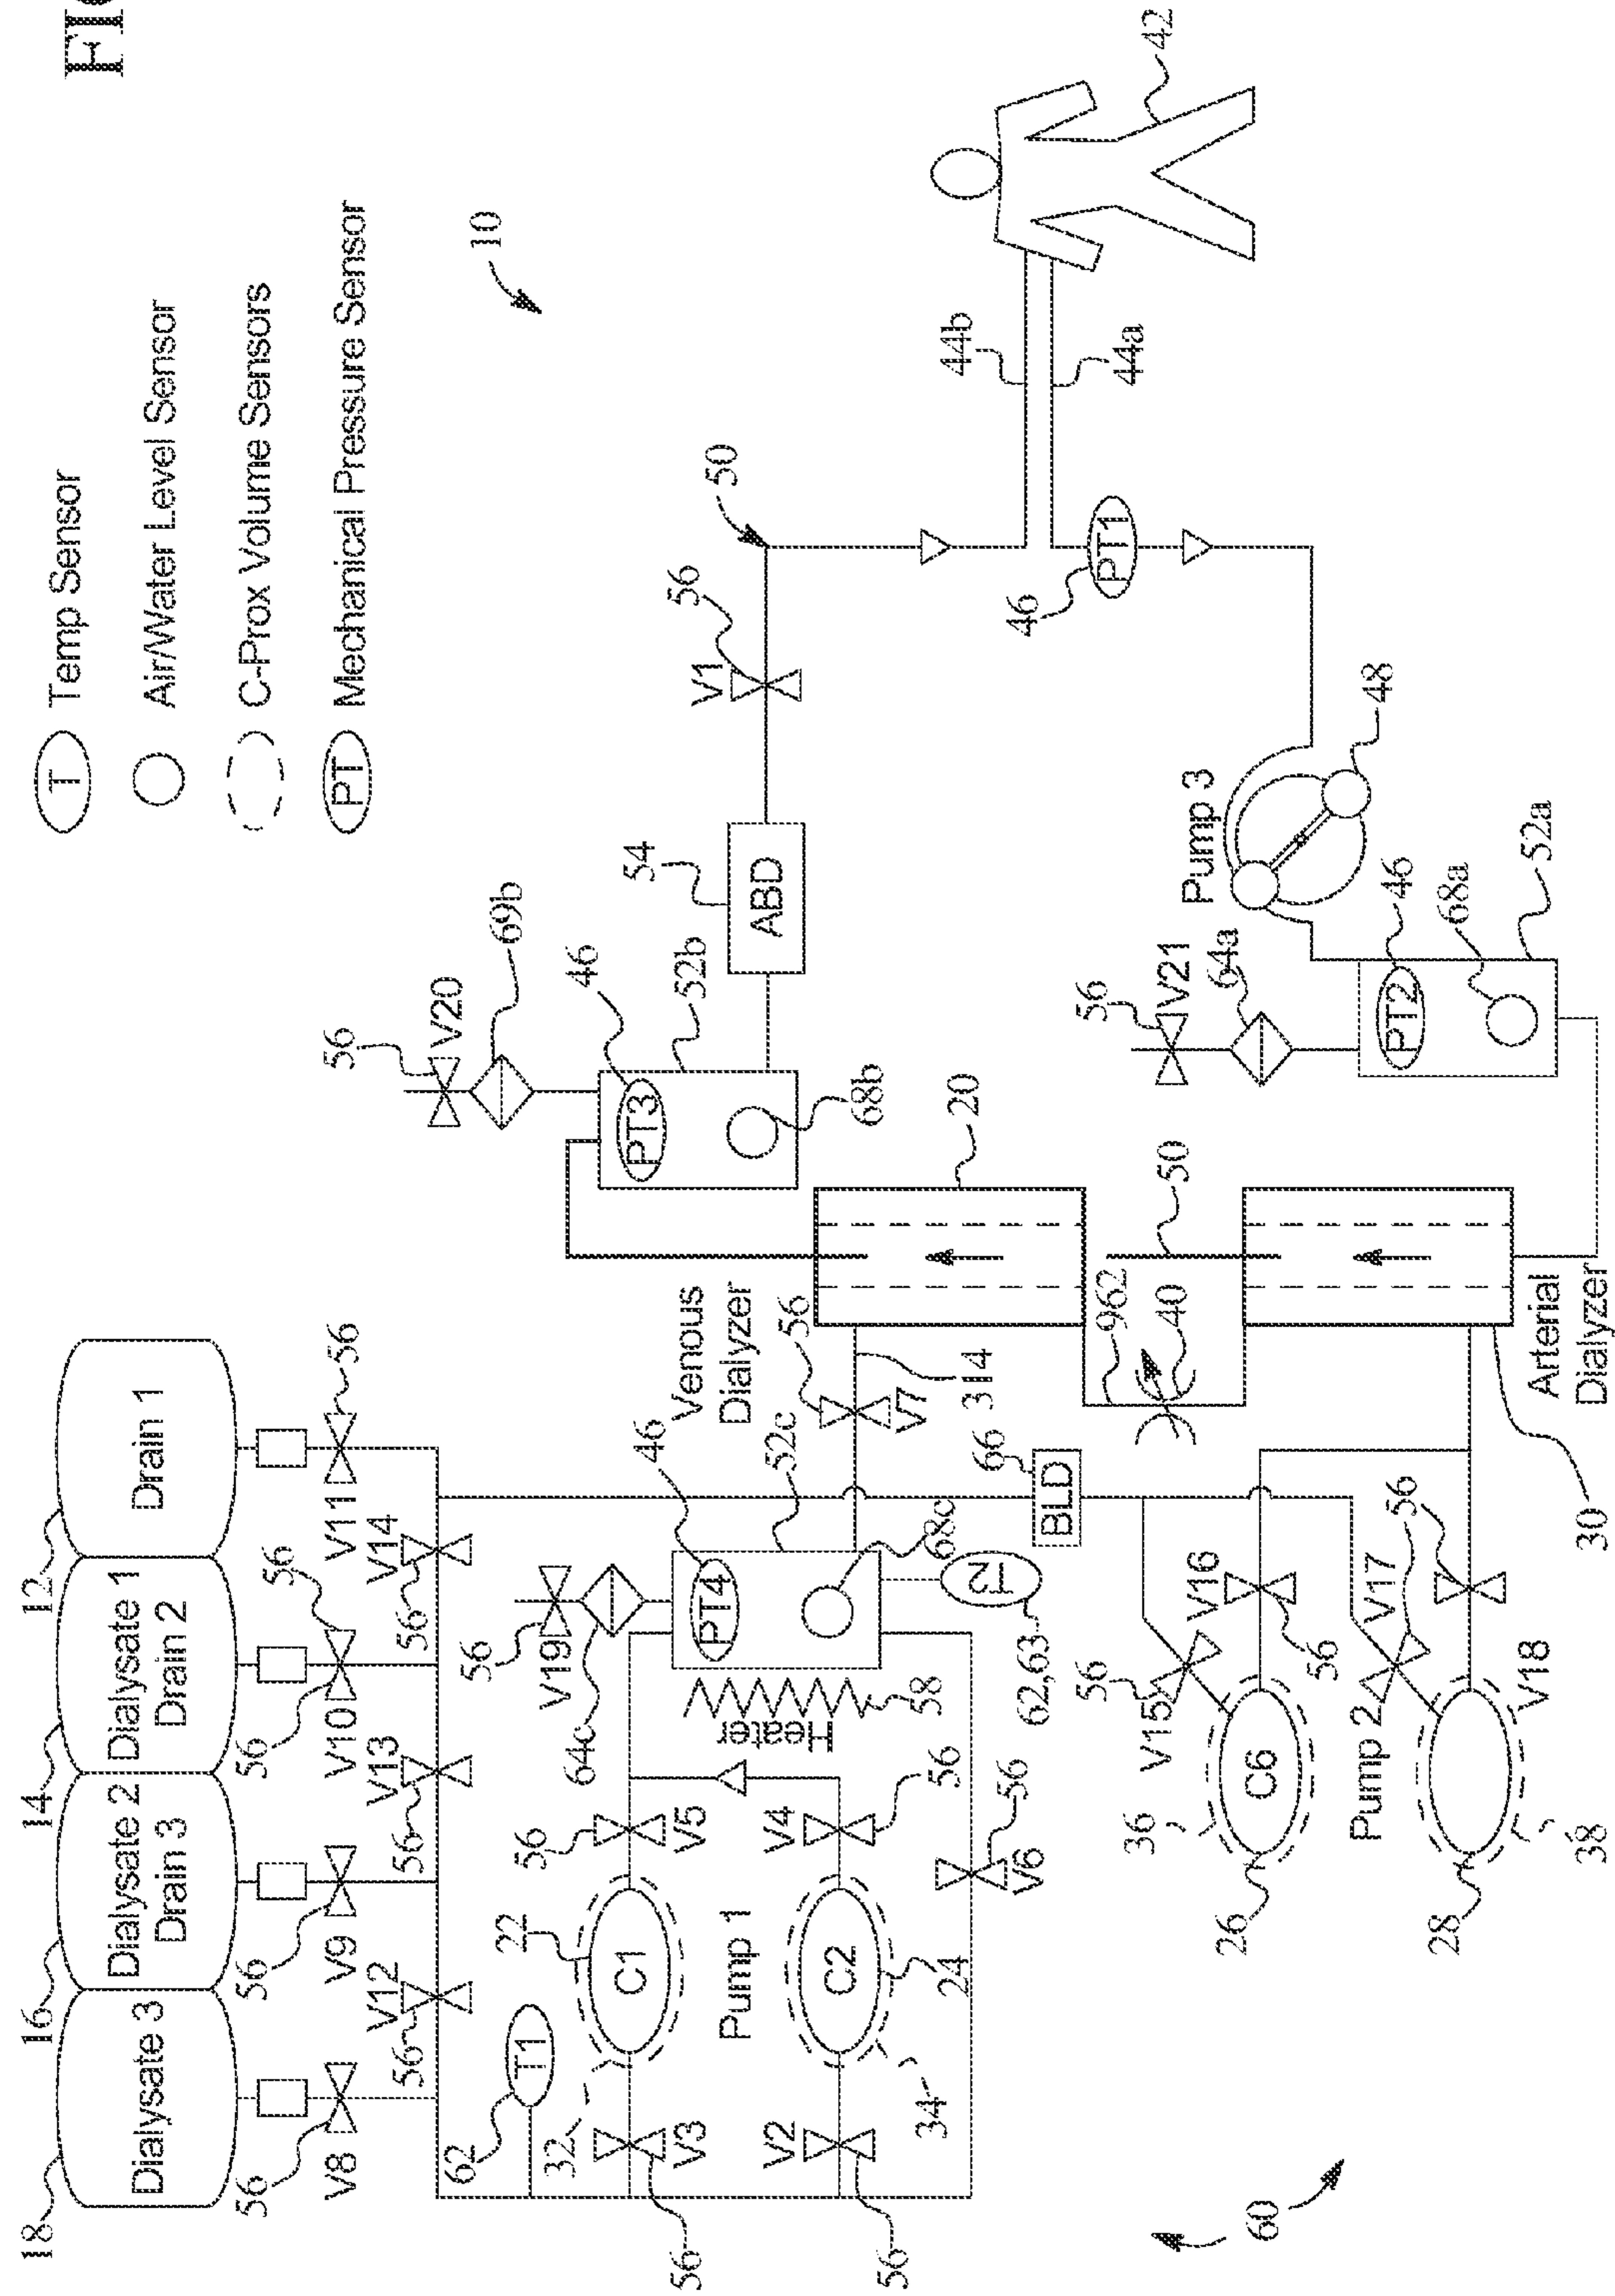 18
16
14
12
Dialysate 3
Dialysate 2
Drain 3
Dialysate 1
Drain 2
Drain 1
T Temp Sensor
Air/Water Level Sensor
C-Prox Volume Sensors
PT Mechanical Pressure Sensor
56
V8
56
V9
56
V10
56
V11
56
56
V12
56
V13
56
V14
10
62
T1
56
V19
64c
56
V20
69b
32
22
C1
56
V3
56
V5
56
46
PT4
52c
46
PT3
52b
68b
54
ABD
V1
56
50
Pump 1
Heater
58
Venous
Dialyzer
V2
56
34
C2
24
V4
56
68c
56
V7
314
20
44b
44a
42
V6
56
T2
62,63
66
BLD
962
40
50
46
PT1
60
36
V15
56
C6
26
V16
56
56
V21
64a
Pump 3
48
Pump 2
V17
56
PT2
46
68a
52a
28
38
V18
30
Arterial
Dialyzer